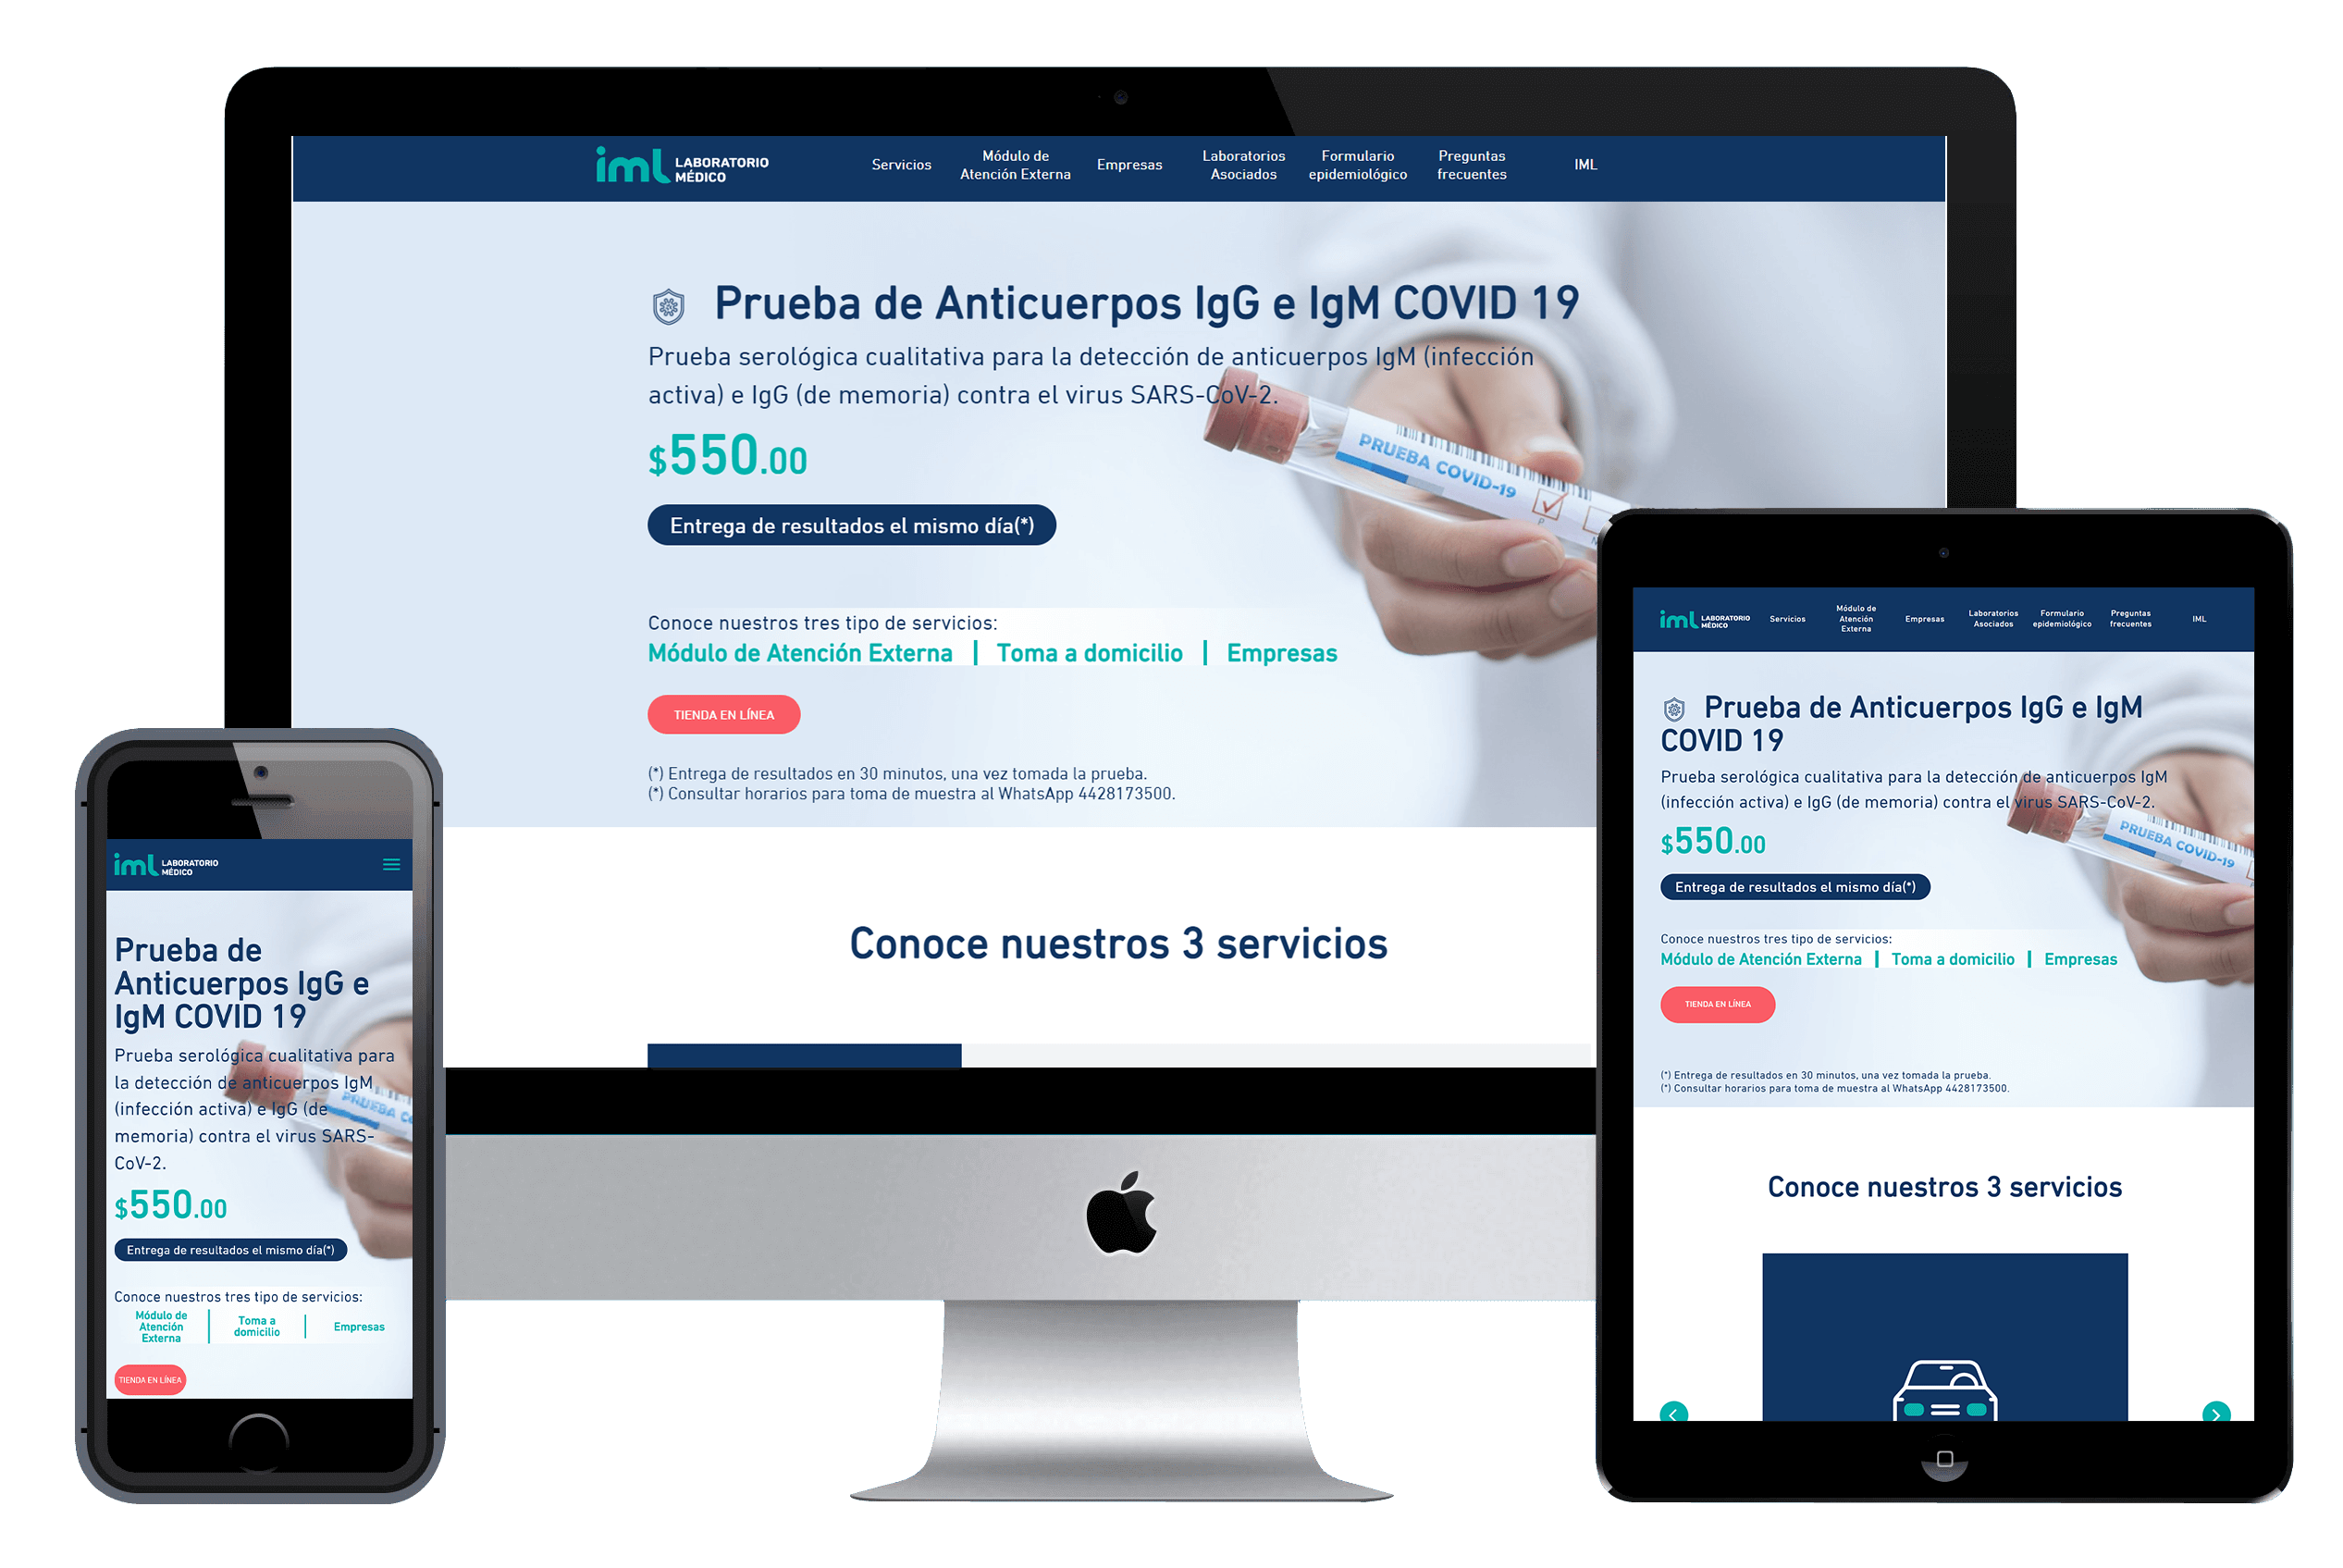 iml LABORATORIO
MÉDICO
Servicios
Módulo de
Atención Externa
Empresas
Laboratorios
Asociados
Formulario
epidemiológico
Preguntas
frecuentes
IML
Prueba de Anticuerpos IgG e IgM COVID 19
Prueba serológica cualitativa para la detección de anticuerpos IgM (infección
activa) e IgG (de memoria) contra el virus SARS-CoV-2.
$550.00
PRUEBA COVID-19
P
N
Entrega de resultados el mismo día(*)
Conoce nuestros tres tipo de servicios:
Módulo de Atención Externa | Toma a domicilio | Empresas
TIENDA EN LÍNEA
(*) Entrega de resultados en 30 minutos, una vez tomada la prueba.
(*) Consultar horarios para toma de muestra al WhatsApp 4428173500.
Conoce nuestros 3 servicios
iml LABORATORIO
MÉDICO
Prueba de
Anticuerpos IgG e
IgM COVID 19
Prueba serológica cualitativa para
la detección de anticuerpos IgM
(infección activa) e IgG (de
memoria) contra el virus SARS-
CoV-2.
PRUEBA CO
$550.00
Entrega de resultados el mismo día(*)
Conoce nuestros tres tipo de servicios:
Módulo de
Atención
Externa
Toma a
domicilio
Empresas
TIENDA EN LÍNEA
iml LABORATORIO
MÉDICO
Servicios
Módulo de
Atención
Externa
Empresas
Laboratorios
Asociados
Formulario
epidemiológico
Preguntas
frecuentes
IML
Prueba de Anticuerpos IgG e IgM
COVID 19
Prueba serológica cualitativa para la detección de anticuerpos IgM
(infección activa) e IgG (de memoria) contra el virus SARS-CoV-2.
$550.00
PRUEBA COVID-19
Entrega de resultados el mismo día(*)
Conoce nuestros tres tipo de servicios:
Módulo de Atención Externa | Toma a domicilio | Empresas
TIENDA EN LÍNEA
(*) Entrega de resultados en 30 minutos, una vez tomada la prueba.
(*) Consultar horarios para toma de muestra al WhatsApp 4428173500.
Conoce nuestros 3 servicios